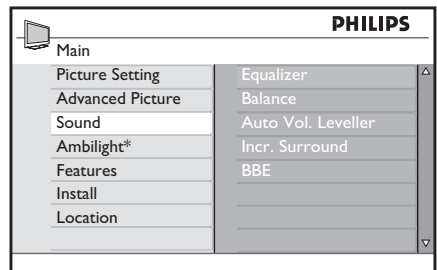 PHILIPS
Main
Picture Setting
Advanced Picture
Sound
Ambilight*
Features
Install
Location
Equalizer
Balance
Auto Vol. Leveller
Incr. Surround
BBE